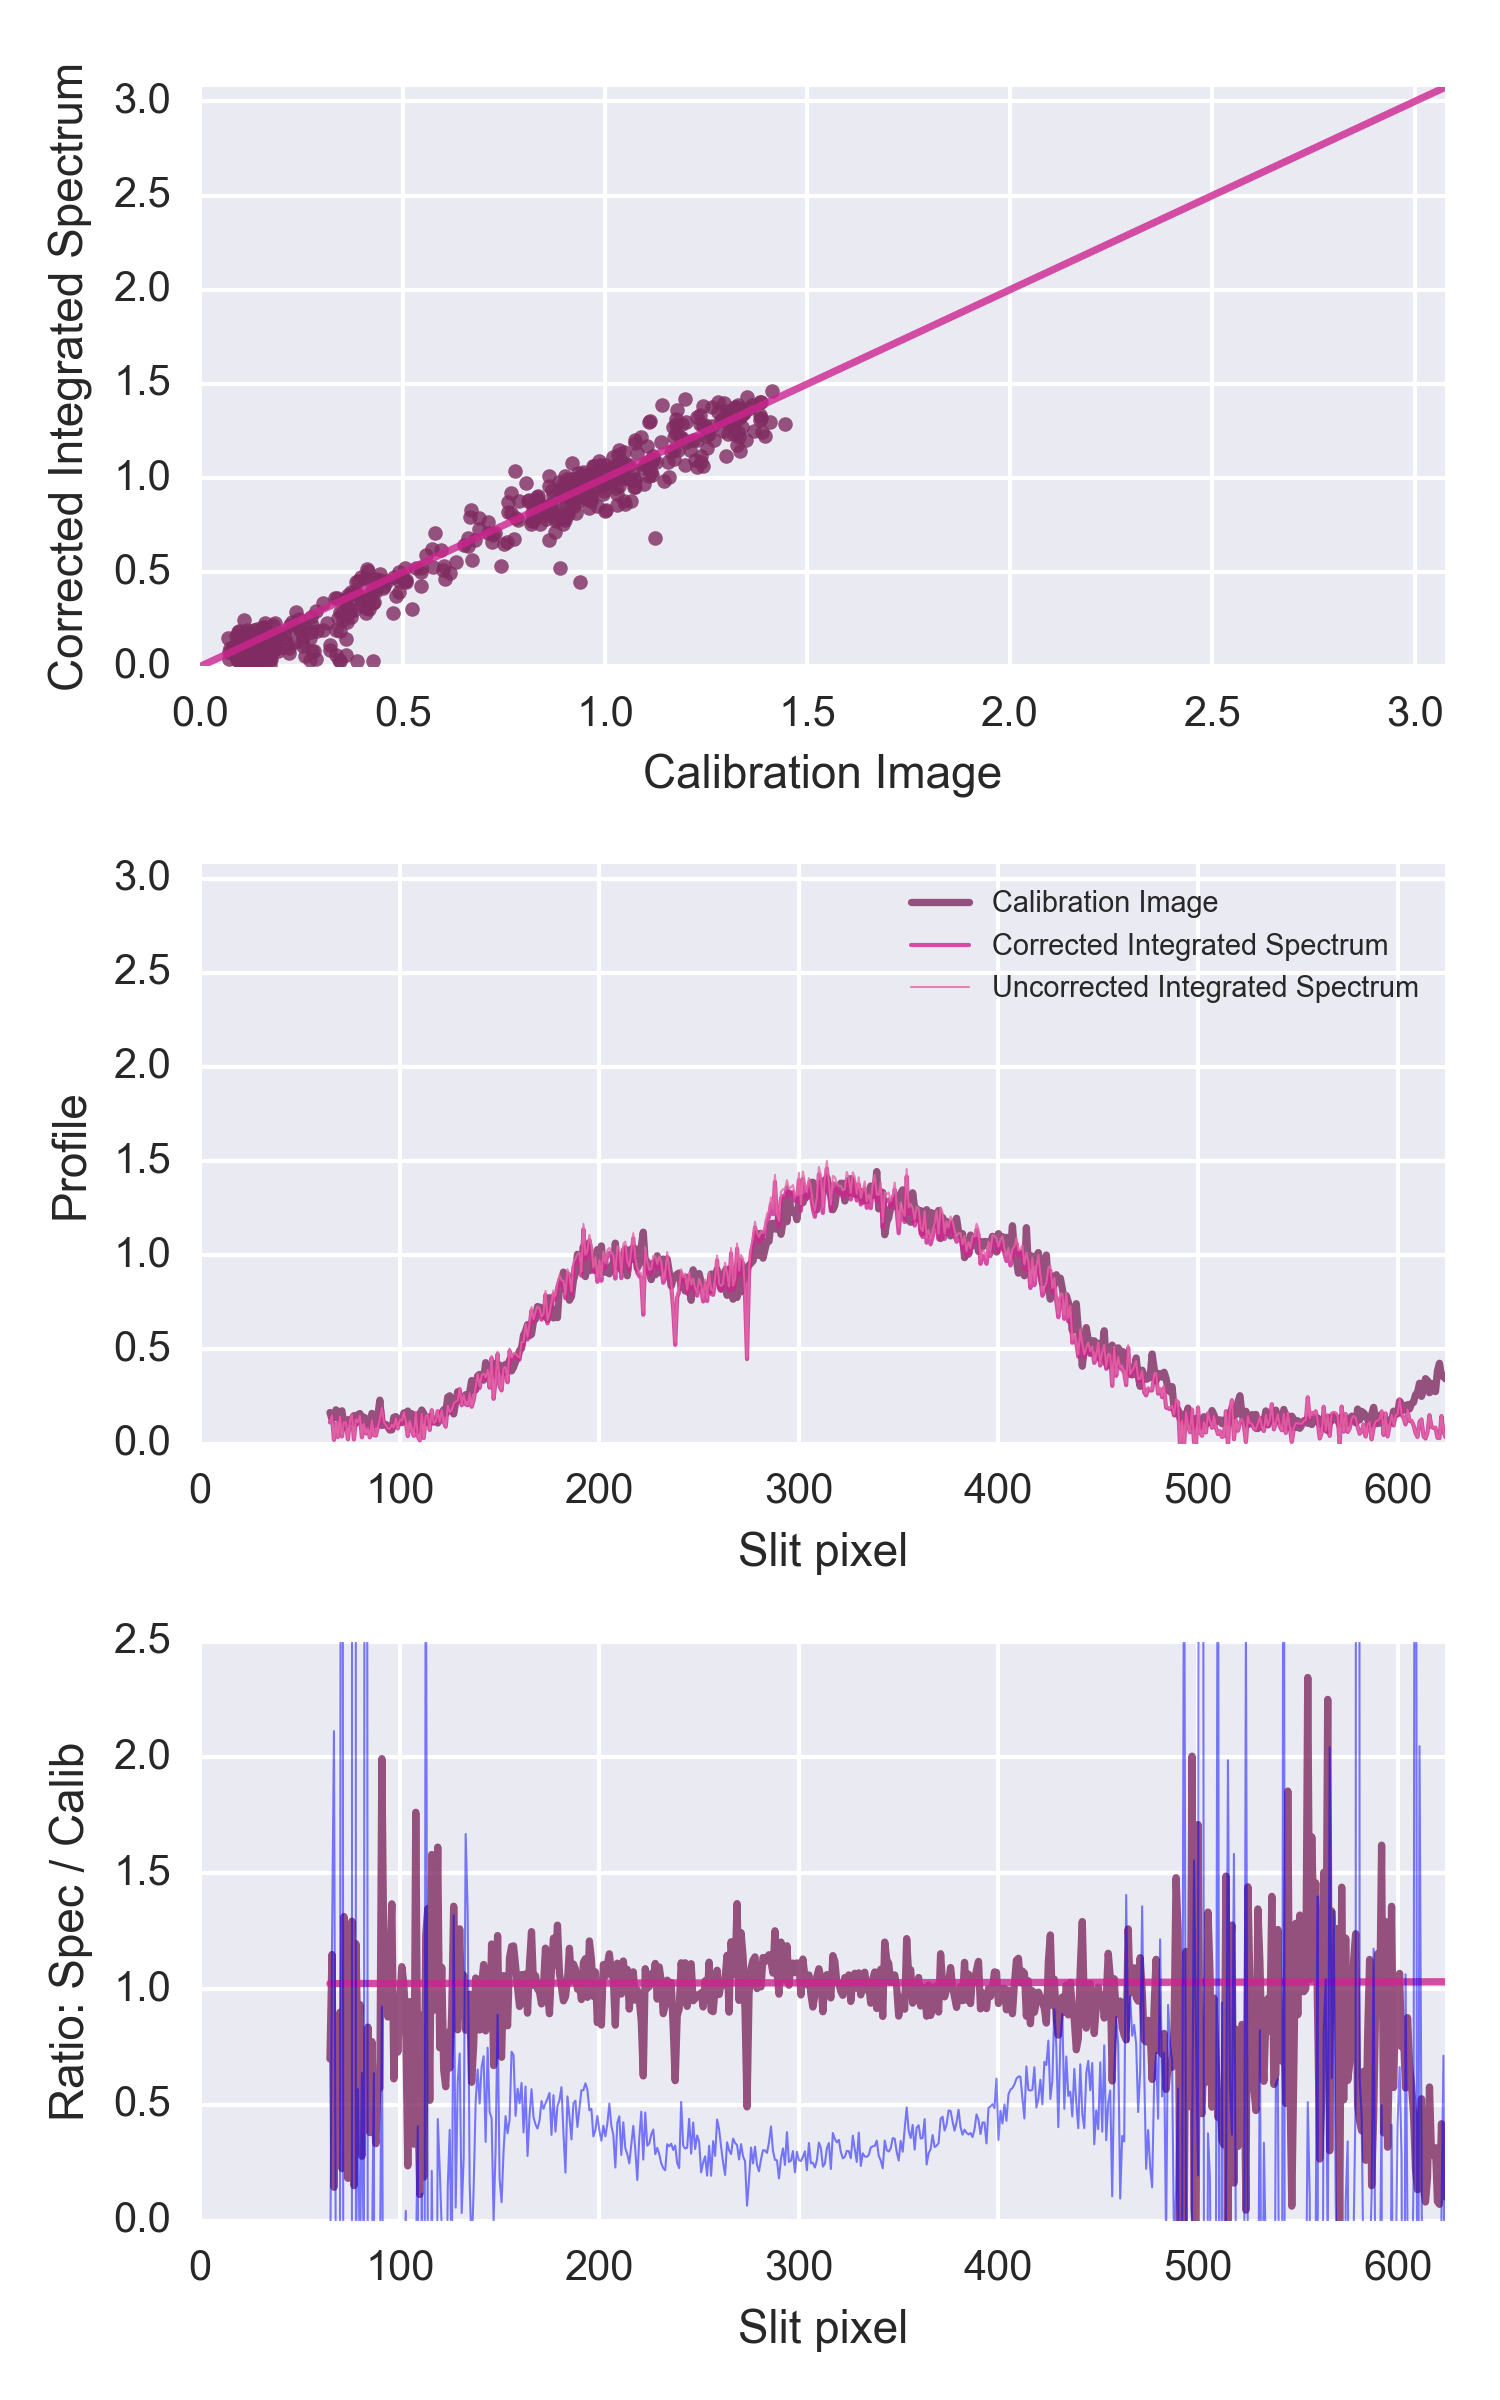 Corrected Integrated Spectrum
3.0
2.5
2.0
1.5
1.0
0.5
0.0
0.0 0.5 1.0 1.5 2.0 2.5 3.0
Calibration Image
Profile
3.0
2.5
2.0
1.5
1.0
0.5
0.0
Calibration Image
Corrected Integrated Spectrum
Uncorrected Integrated Spectrum
0 100 200 300 400 500 600
Slit pixel
Ratio: Spec / Calib
2.5
2.0
1.5
1.0
0.5
0.0
0 100 200 300 400 500 600
Slit pixel